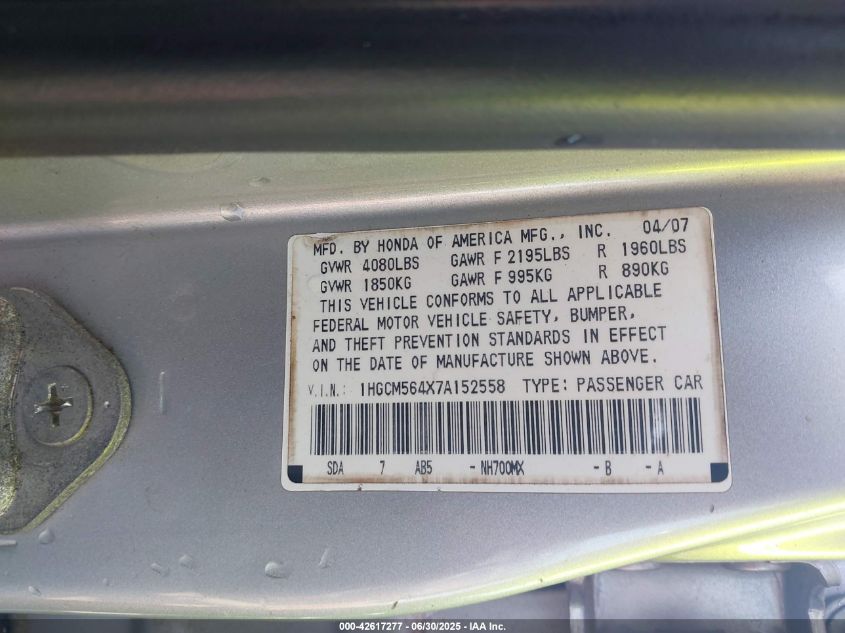 MFD. BY HONDA OF AMERICA MFG., INC. 04/07
GVWR 4080LBS GAWR F 2195LBS R 1960LBS
GVWR 1850KG GAWR F 995KG R 890KG
THIS VEHICLE CONFORMS TO ALL APPLICABLE
FEDERAL MOTOR VEHICLE SAFETY, BUMPER,
AND THEFT PREVENTION STANDARDS IN EFFECT
ON THE DATE OF MANUFACTURE SHOWN ABOVE.
V.I.N.: 1HGCM564X7A152558 TYPE: PASSENGER CAR
SDA 7 AB5 -NH700MX -B -A
000-42617277 - 06/30/2025 - IAA Inc.